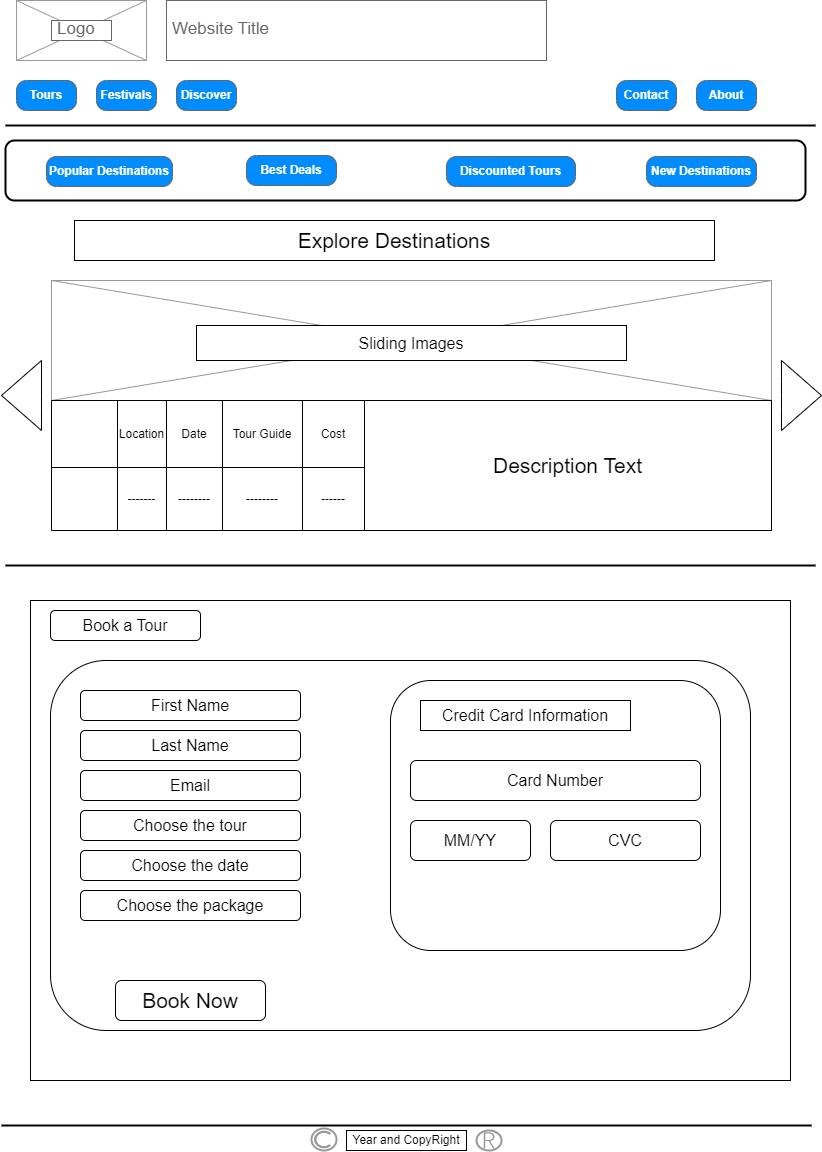 Logo
Website Title
Tours
Festivals
Discover
Contact
About
Popular Destinations
Best Deals
Discounted Tours
New Destinations
Explore Destinations
Sliding Images
Location
Date
Tour Guide
Cost
-------
--------
--------
------
Description Text
Book a Tour
First Name
Last Name
Email
Choose the tour
Choose the date
Choose the package
Book Now
Credit Card Information
Card Number
MM/YY
CVC
© Year and CopyRight ®